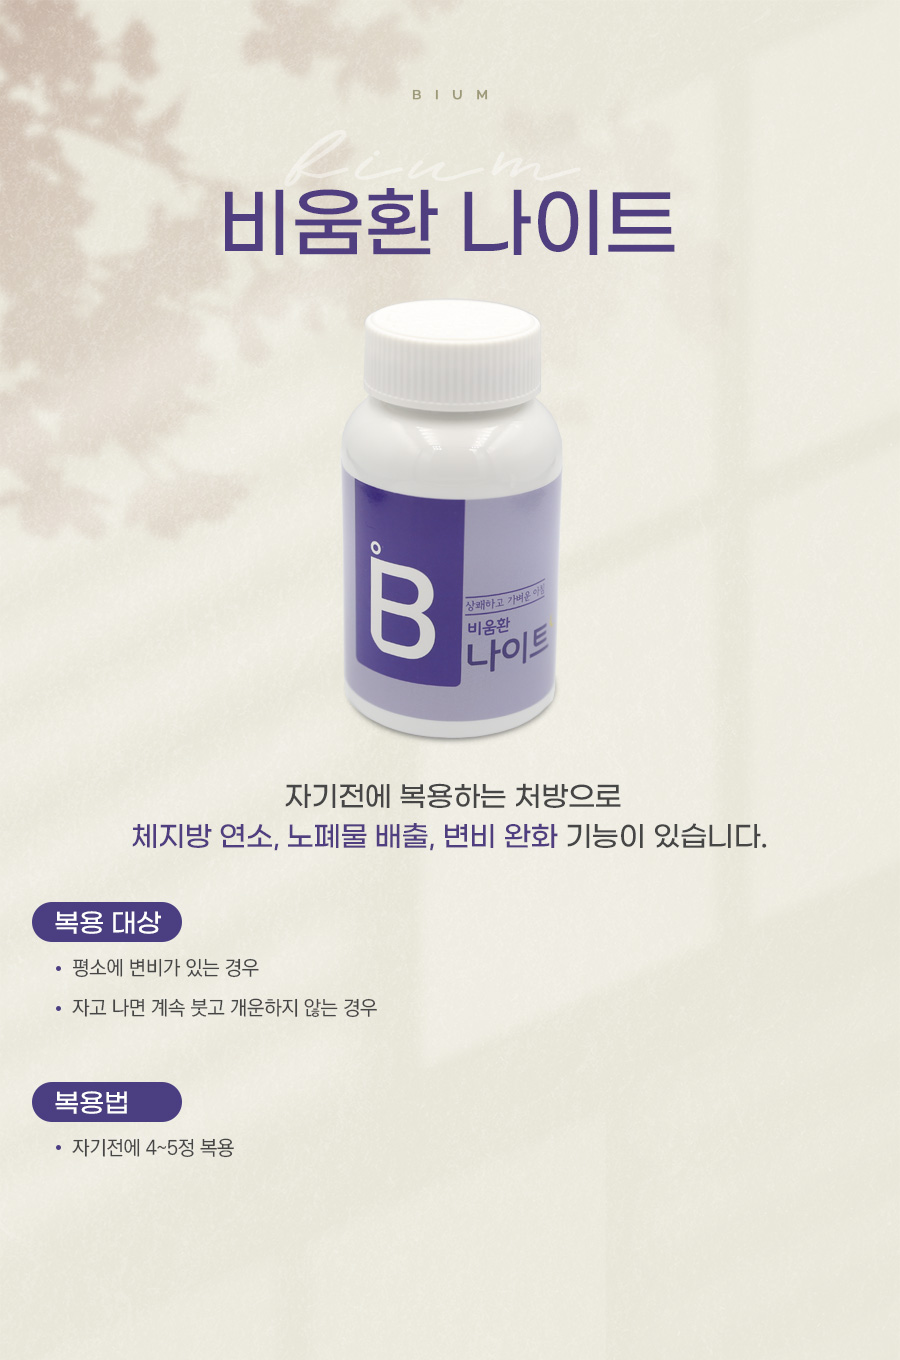 BIUM
bium
비움환 나이트
B
상쾌하고 가벼운 아침
비움환
나이트
자기전에 복용하는 처방으로
체지방 연소, 노폐물 배출, 변비 완화 기능이 있습니다.
복용 대상
• 평소에 변비가 있는 경우
• 자고 나면 계속 붓고 개운하지 않는 경우
복용법
• 자기전에 4~5정 복용